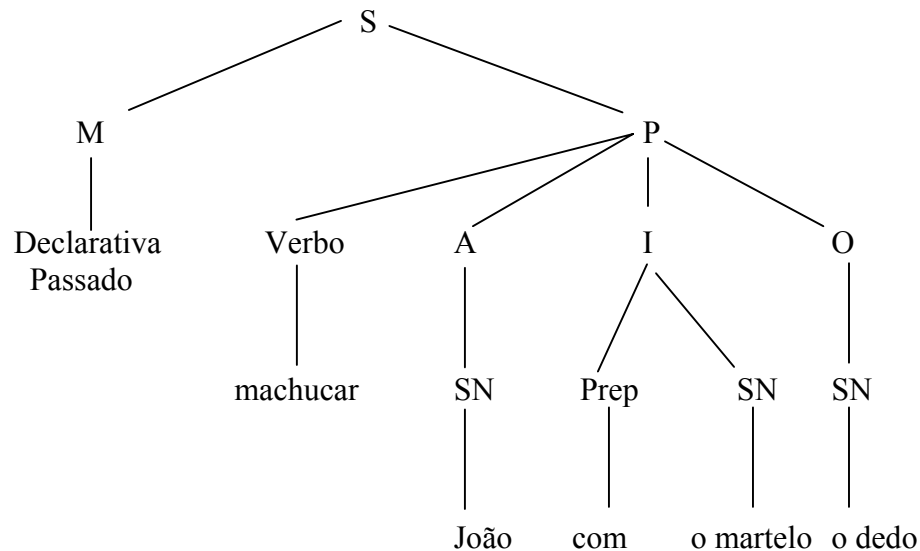 S
M P
Declarativa Verbo A I O
Passado
machucar SN Prep SN SN
João com o martelo o dedo